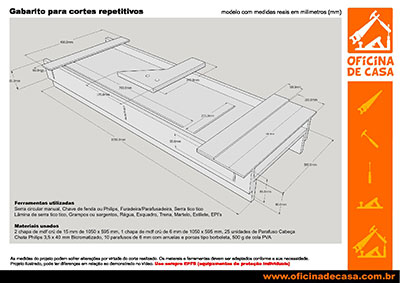 Gabarito para cortes repetitivos
modelo com medidas reais em milímetros (mm)
OFICINA
DE CASA
Ferramentas utilizadas
Serra circular manual, Chave de fenda ou Philips, Furadeira/Parafusadeira, Serra tico tico
Lâmina de serra tico tico, Grampos ou sargentos, Régua, Esquadro, Trena, Martelo, Estilete, EPI's
Materiais usados
2 chapa de mdf crú de 15 mm de 1050 x 595 mm, 1 chapa de mdf crú de 6 mm de 1050 x 595 mm, 25 unidades de Parafuso Cabeça
Chata Philips 3,5 x 40 mm Bicromatizado, 10 parafusos de 6 mm com arruelas e porcas tipo borboleta, 500 g de cola PVA
As medidas do projeto podem sofrer alterações por virtude do corte realizado. Os materiais e ferramentas devem ser adaptados conforme a sua necessidade.
Projeto ilustrado, pode ter diferenças em relação ao demonstrado no vídeo. Use sempre EPI'S (equipamentos de proteção individuais)
www.oficinadecasa.com.br